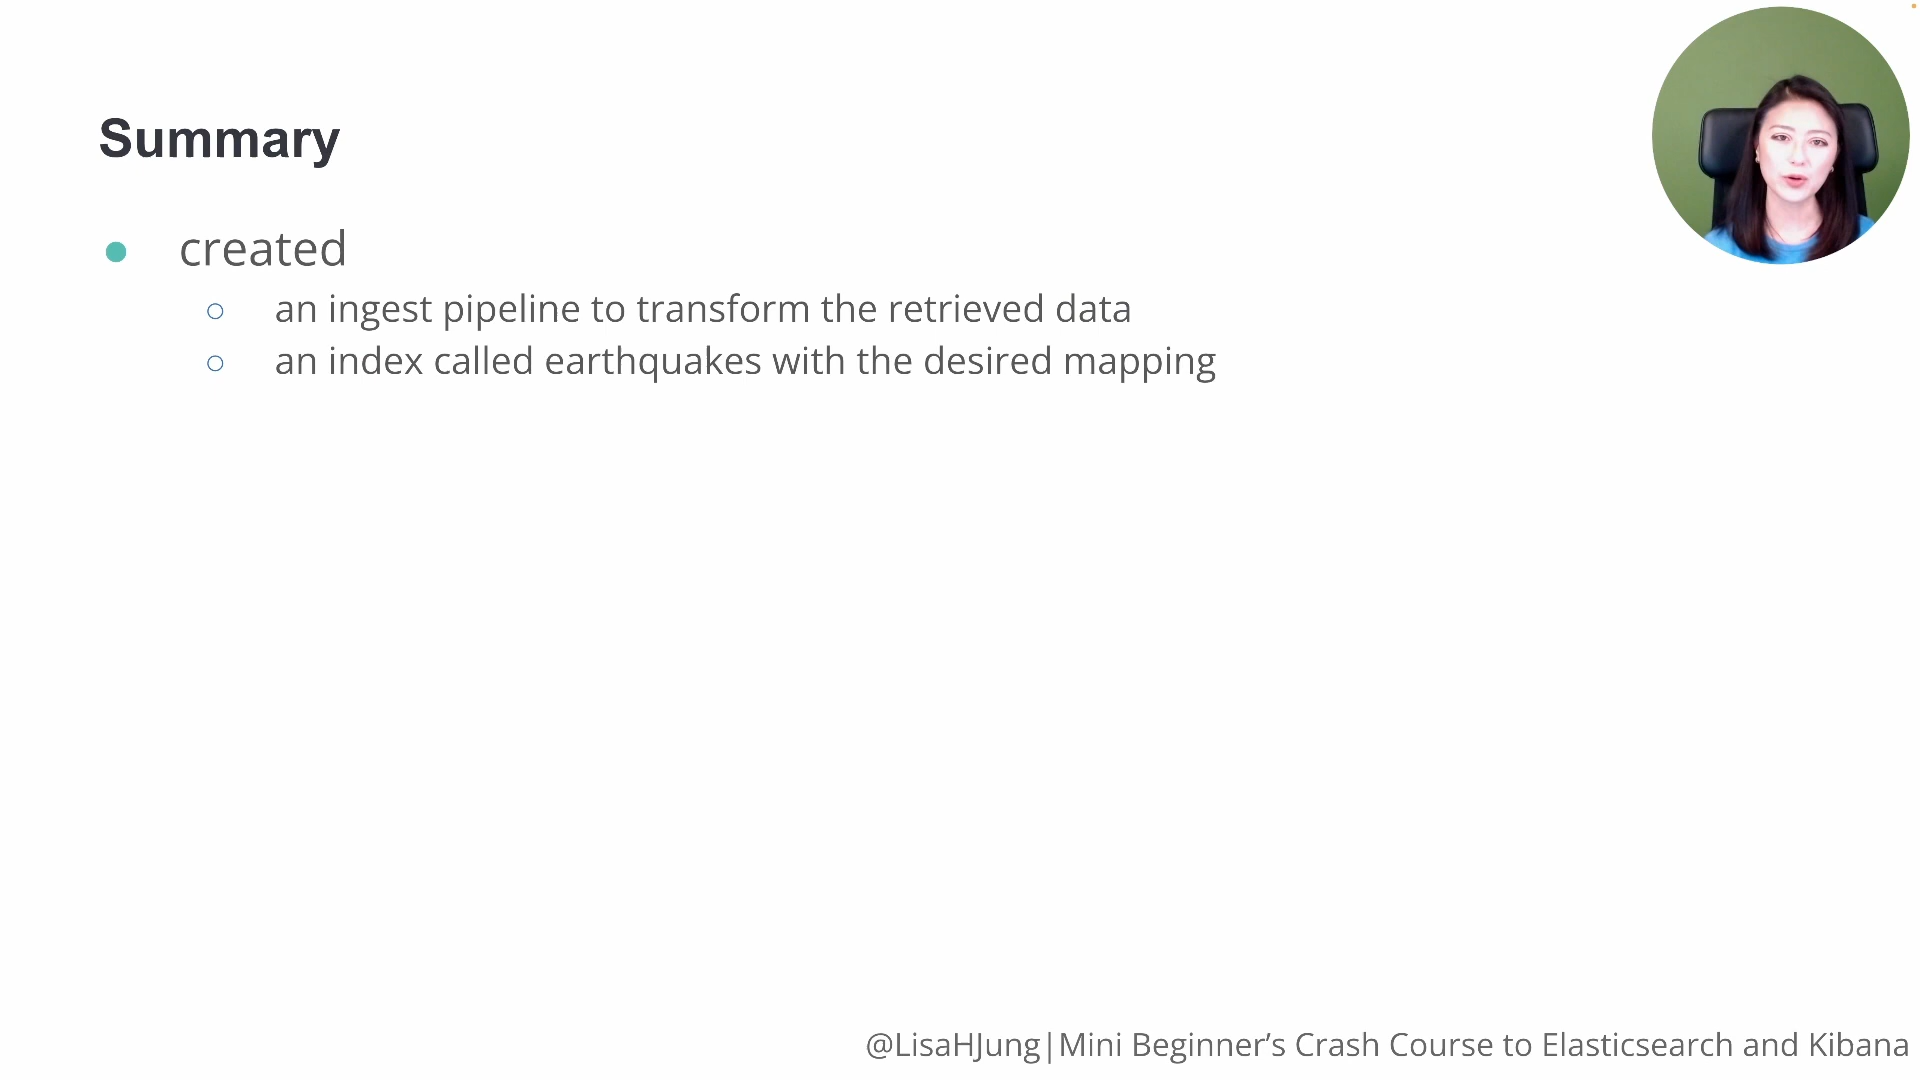 Summary
created
an ingest pipeline to transform the retrieved data
an index called earthquakes with the desired mapping
@LisaHJung|Mini Beginner’s Crash Course to Elasticsearch and Kibana